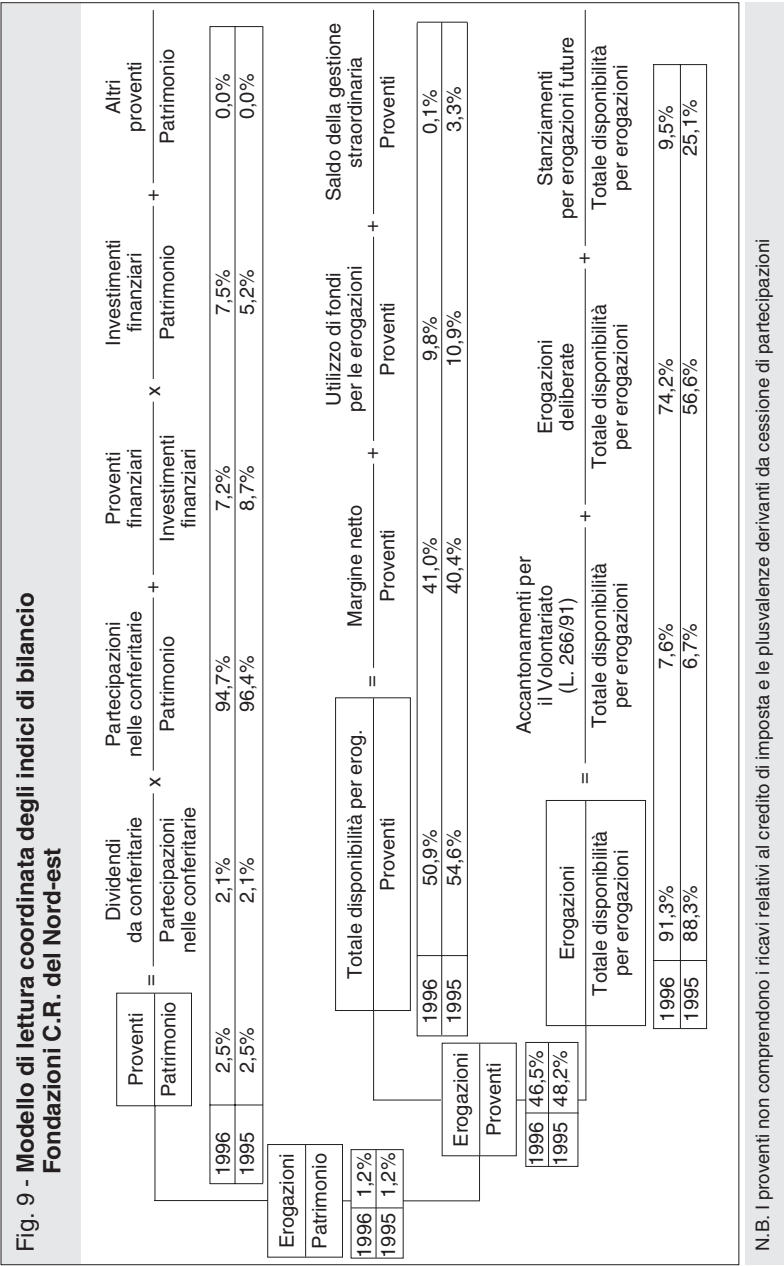 Fig. 9 - Modello di lettura coordinata degli indici di bilancio
Fondazioni C.R. del Nord-est
Proventi
Patrimonio
=
Dividendi
da conferitarie
Partecipazioni
nelle conferitarie
x
Partecipazioni
nelle conferitarie
Patrimonio
+
Proventi
finanziari
Investimenti
finanziari
x
Investimenti
finanziari
Patrimonio
+
Altri
proventi
Patrimonio
1996 2,5% 2,1% 94,7% 7,2% 7,5% 0,0%
1995 2,5% 2,1% 96,4% 8,7% 5,2% 0,0%
Erogazioni
Patrimonio
1996 1,2%
1995 1,2%
Totale disponibilità per erog.
Proventi
=
Margine netto
Proventi
+
Utilizzo di fondi
per le erogazioni
Proventi
+
Saldo della gestione
straordinaria
Proventi
1996 50,9% 41,0% 9,8% 0,1%
1995 54,6% 40,4% 10,9% 3,3%
Erogazioni
Proventi
1996 46,5%
1995 48,2%
Erogazioni
Totale disponibilità
per erogazioni
=
Accantonamenti per
il Volontariato
(L. 266/91)
Totale disponibilità
per erogazioni
+
Erogazioni
deliberate
Totale disponibilità
per erogazioni
+
Stanziamenti
per erogazioni future
Totale disponibilità
per erogazioni
1996 91,3% 7,6% 74,2% 9,5%
1995 88,3% 6,7% 56,6% 25,1%
N.B. I proventi non comprendono i ricavi relativi al credito di imposta e le plusvalenze derivanti da cessione di partecipazioni